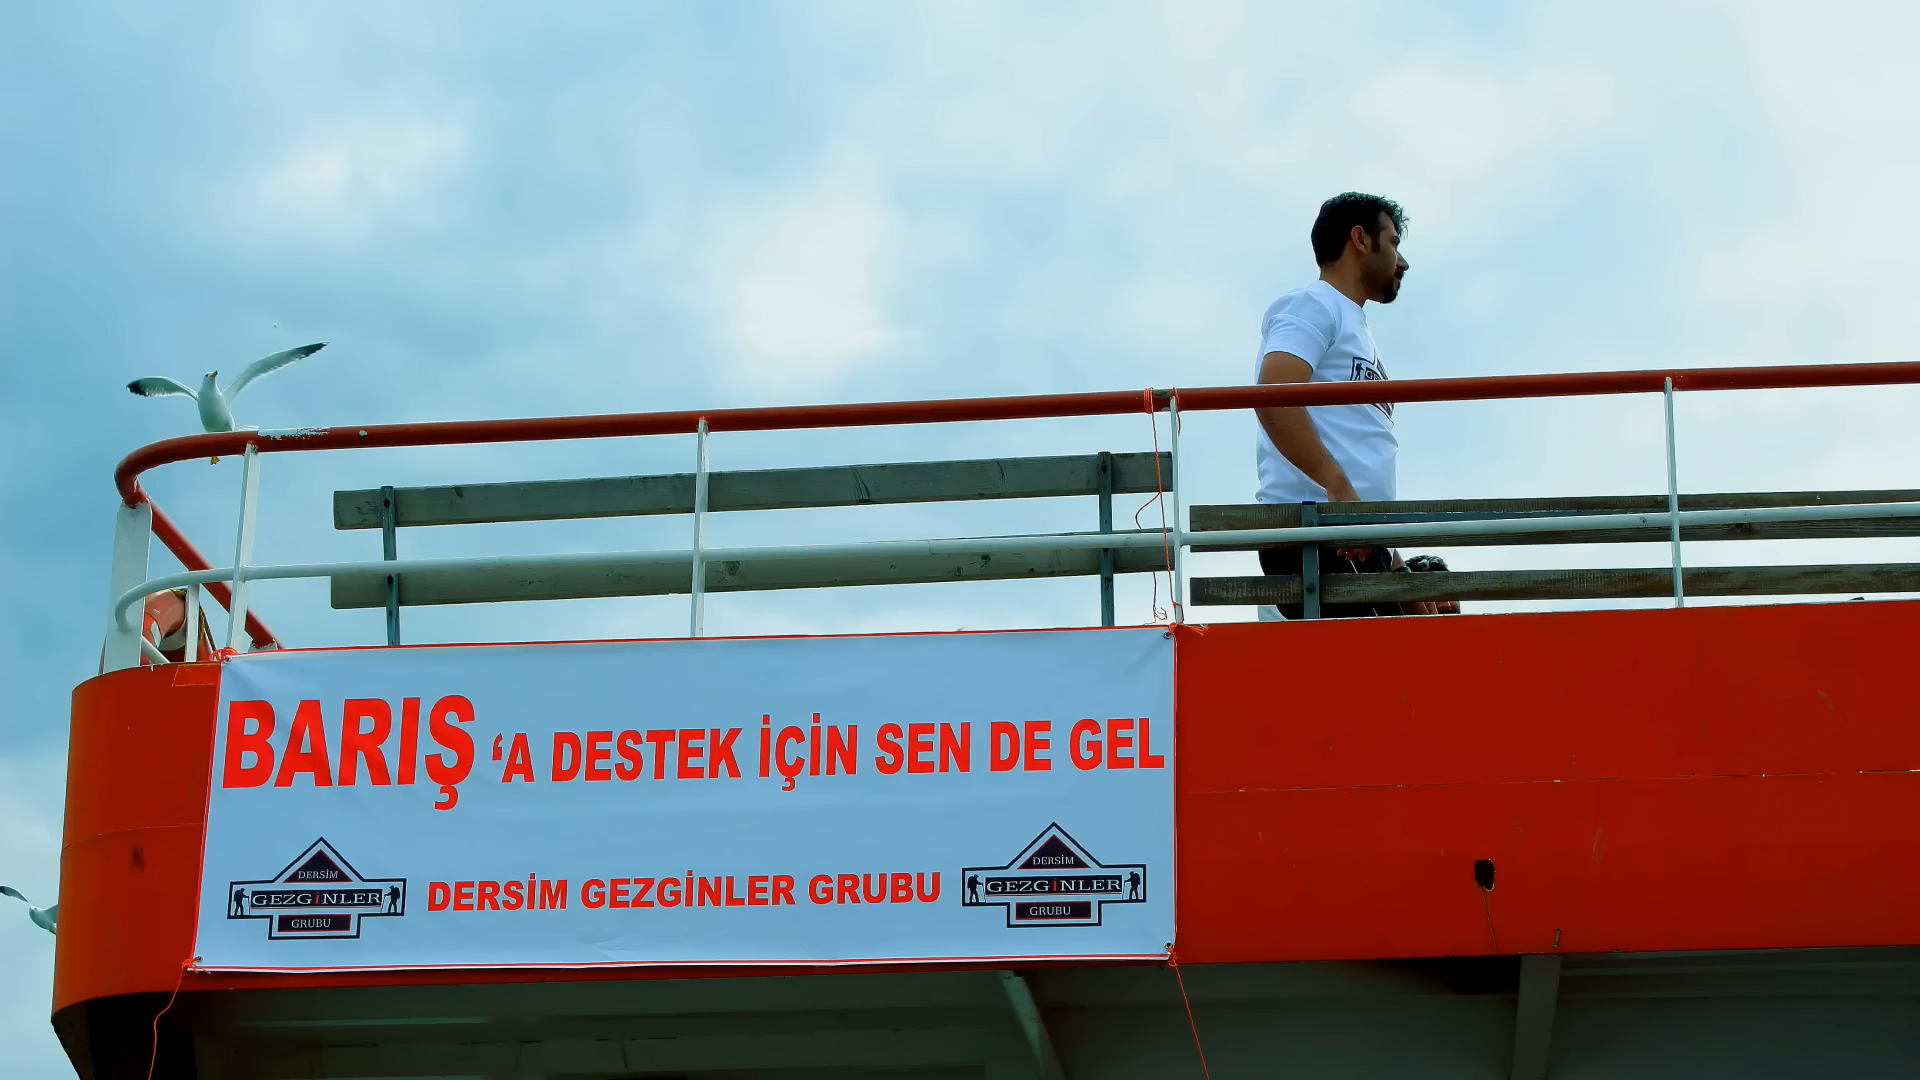 BARIŞ 'A DESTEK İÇİN SEN DE GEL
DERSİM
GEZGİNLER
GRUBU
DERSİM GEZGİNLER GRUBU
DERSİM
GEZGİNLER
GRUBU